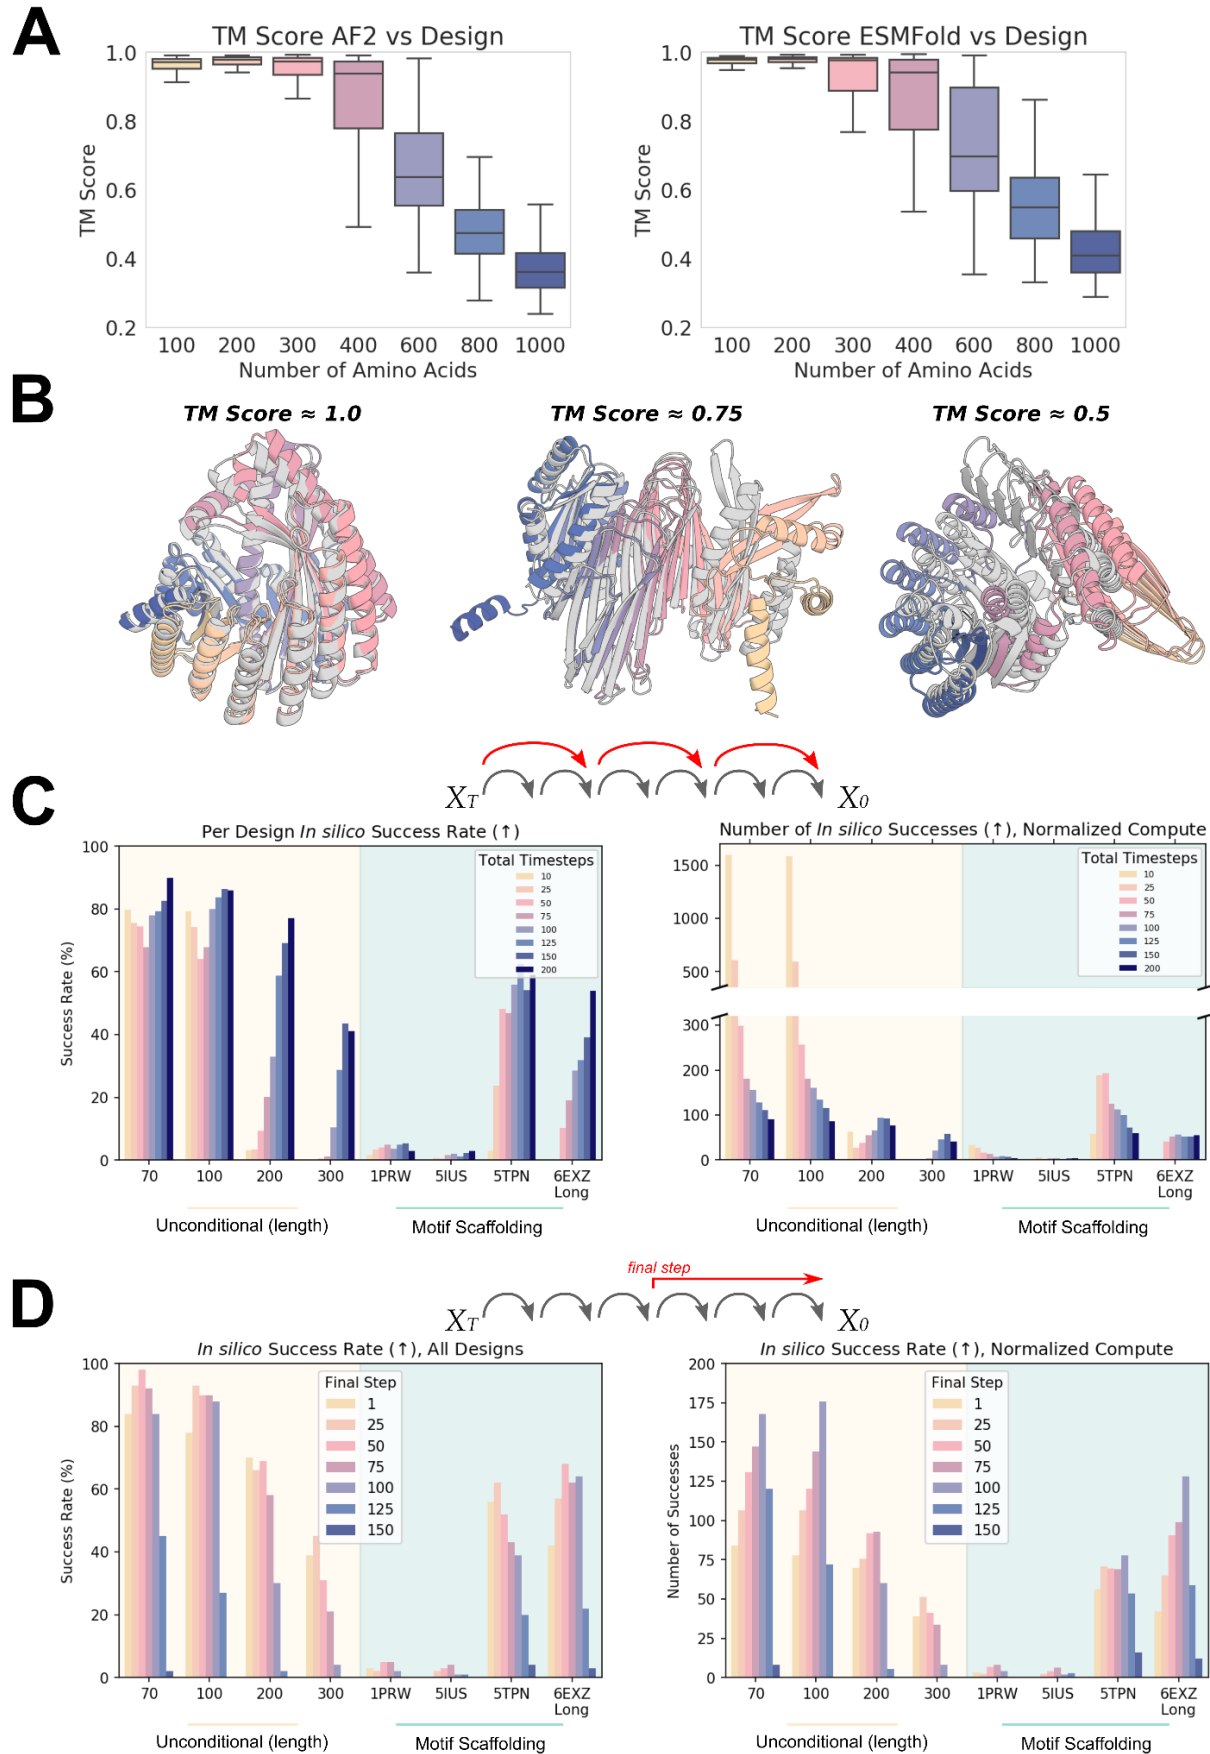 A
TM Score AF2 vs Design
TM Score
1.0
0.8
0.6
0.4
0.2
100 200 300 400 600 800 1000
Number of Amino Acids
TM Score ESMFold vs Design
TM Score
1.0
0.8
0.6
0.4
0.2
100 200 300 400 600 800 1000
Number of Amino Acids
B
TM Score ≈ 1.0
TM Score ≈ 0.75
TM Score ≈ 0.5
C
X_T
X_0
Per Design In silico Success Rate (↑)
Success Rate (%)
100
80
60
40
20
0
Total Timesteps
10
25
50
75
100
125
150
200
70 100 200 300 1PRW 5IUS 5TPN 6EXZ
Long
Unconditional (length)
Motif Scaffolding
Number of In silico Successes (↑), Normalized Compute
1500
1000
500
300
200
100
0
Total Timesteps
10
25
50
75
100
125
150
200
70 100 200 300 1PRW 5IUS 5TPN 6EXZ
Long
Unconditional (length)
Motif Scaffolding
D
final step
X_T
X_0
In silico Success Rate (↑), All Designs
Success Rate (%)
100
80
60
40
20
0
Final Step
1
25
50
75
100
125
150
70 100 200 300 1PRW 5IUS 5TPN 6EXZ
Long
Unconditional (length)
Motif Scaffolding
In silico Success Rate (↑), Normalized Compute
Number of Successes
200
175
150
125
100
75
50
25
0
Final Step
1
25
50
75
100
125
150
70 100 200 300 1PRW 5IUS 5TPN 6EXZ
Long
Unconditional (length)
Motif Scaffolding